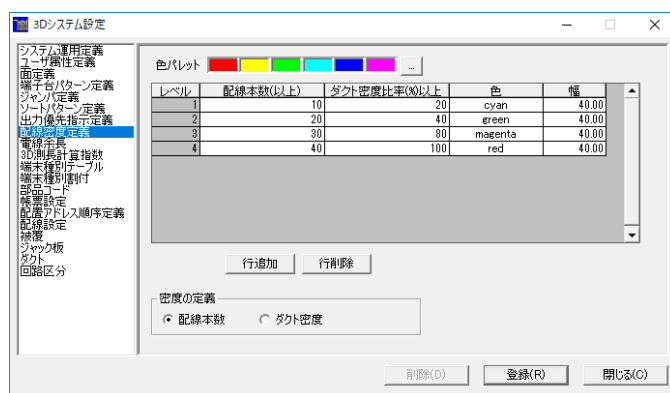 3Dシステム設定
システム運用定義
ユーザ属性定義
面定義
端子台パターン定義
ジャンパ定義
ソートパターン定義
出力優先指示定義
配線密度定義
電線余長
3D測長計算指数
端末種別テーブル
端末種別割付
部品コード
帳票設定
配置アドレス順序定義
配線設定
被覆
ジャック板
ダクト
回路区分
色パレット ...
レベル 配線本数(以上) ダクト密度比率(%)以上 色 幅
1 10 20 cyan 40.00
2 20 40 green 40.00
3 30 80 magenta 40.00
4 40 100 red 40.00
行追加 行削除
密度の定義
配線本数 ダクト密度
削除(D) 登録(R) 閉じる(C)